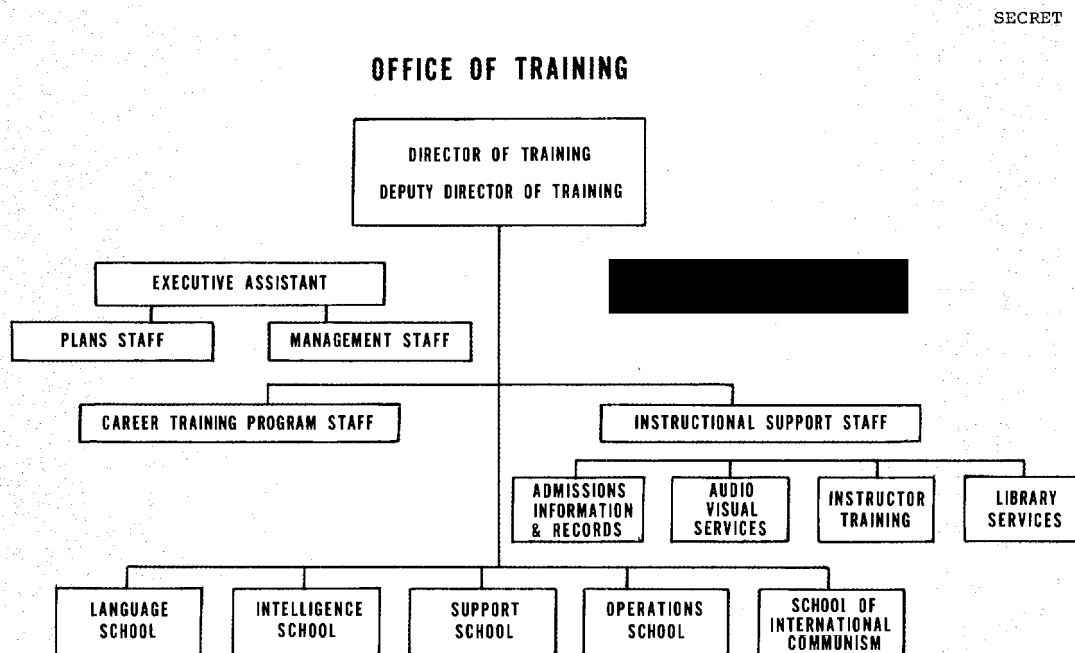 SECRET
OFFICE OF TRAINING
DIRECTOR OF TRAINING
DEPUTY DIRECTOR OF TRAINING
EXECUTIVE ASSISTANT
PLANS STAFF
MANAGEMENT STAFF
CAREER TRAINING PROGRAM STAFF
INSTRUCTIONAL SUPPORT STAFF
ADMISSIONS
INFORMATION
& RECORDS
AUDIO
VISUAL
SERVICES
INSTRUCTOR
TRAINING
LIBRARY
SERVICES
LANGUAGE
SCHOOL
INTELLIGENCE
SCHOOL
SUPPORT
SCHOOL
OPERATIONS
SCHOOL
SCHOOL OF
INTERNATIONAL
COMMUNISM